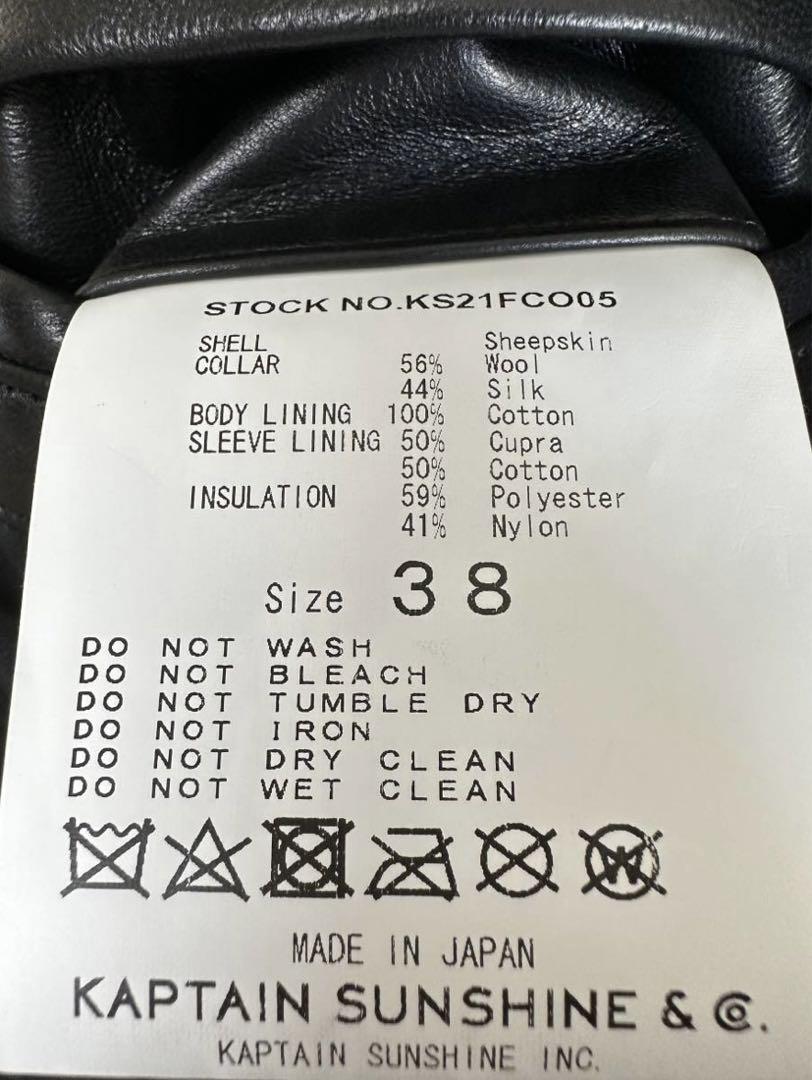 STOCK NO.KS21FCO05
SHELL Sheepskin
COLLAR 56% Wool
44% Silk
BODY LINING 100% Cotton
SLEEVE LINING 50% Cupra
50% Cotton
INSULATION 59% Polyester
41% Nylon
Size 38
DO NOT WASH
DO NOT BLEACH
DO NOT TUMBLE DRY
DO NOT IRON
DO NOT DRY CLEAN
DO NOT WET CLEAN
W
MADE IN JAPAN
KAPTAIN SUNSHINE & Co.
KAPTAIN SUNSHINE INC.